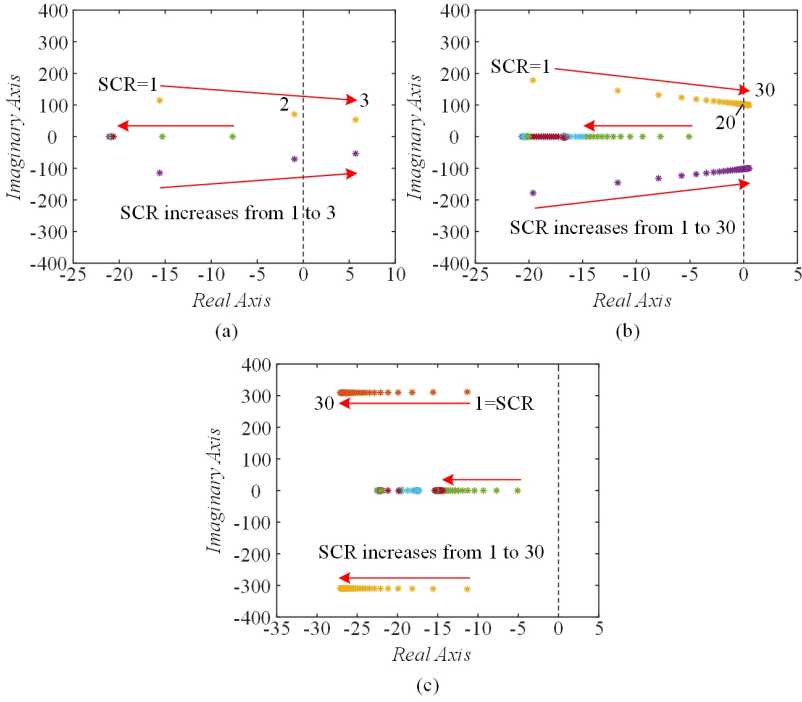 400
300
200
100
0
-100
-200
-300
-400
Imaginary Axis
SCR=1
2
3
SCR increases from 1 to 3
-25 -20 -15 -10 -5 0 5 10
Real Axis
(a)
400
300
200
100
0
-100
-200
-300
-400
Imaginary Axis
SCR=1
30
20
SCR increases from 1 to 30
-25 -20 -15 -10 -5 0 5
Real Axis
(b)
400
300
200
100
0
-100
-200
-300
-400
Imaginary Axis
30 1=SCR
SCR increases from 1 to 30
-35 -30 -25 -20 -15 -10 -5 0 5
Real Axis
(c)